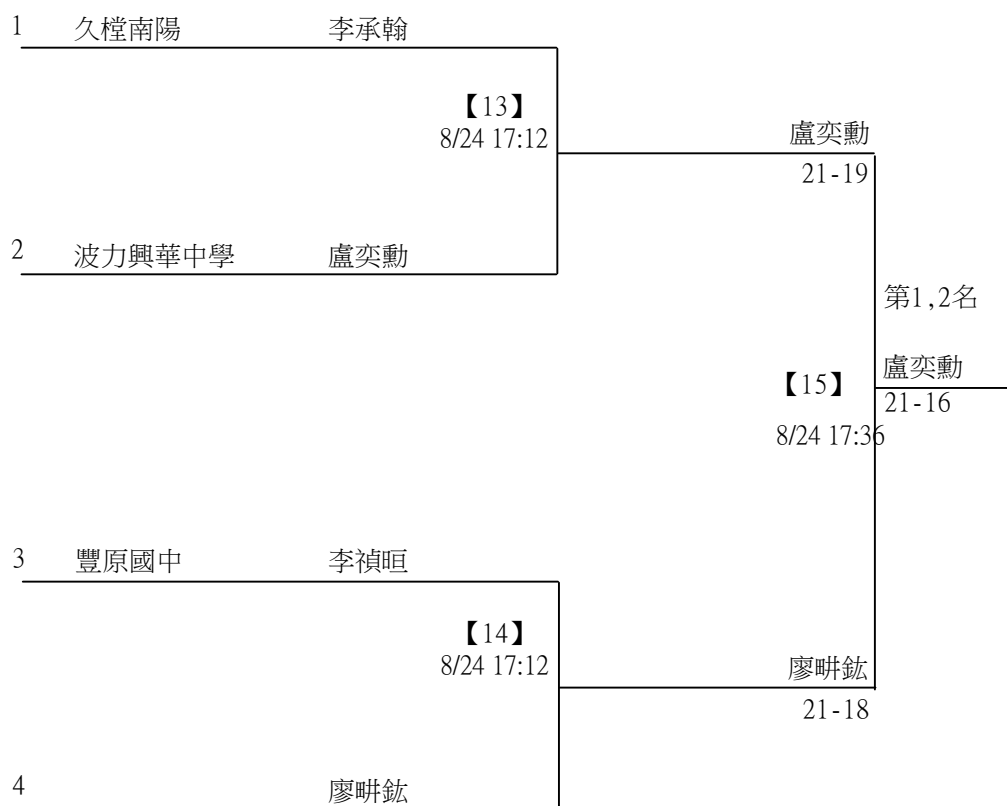 1 久樘南陽 李承翰
【13】
8/24 17:12
盧奕勳
21-19
2 波力興華中學 盧奕勳
第1,2名
盧奕勳
【15】
21-16
8/24 17:36
3 豐原國中 李禎晅
【14】
8/24 17:12
廖畊鈜
21-18
4 廖畊鈜